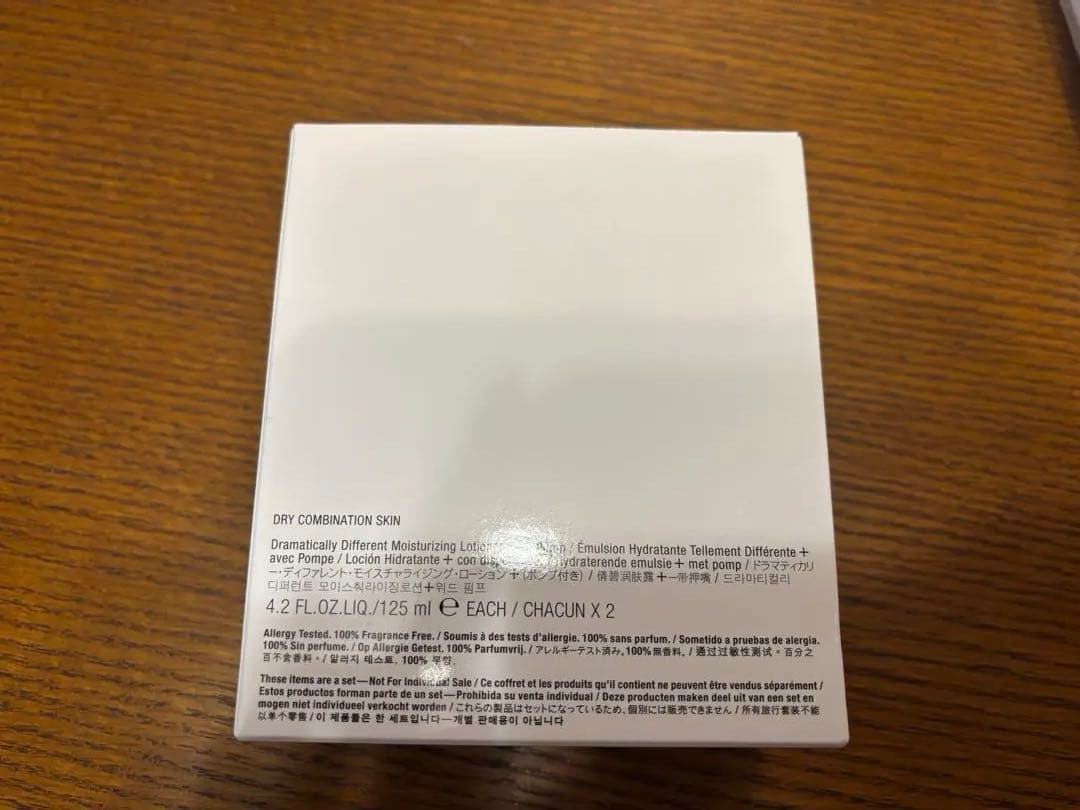 DRY COMBINATION SKIN
Dramatically Different Moisturizing Lotion / Émulsion Hydratante Tellement Différente +
avec Pompe / Loción Hidratante + con / Hydraterende emulsie + met pomp / ドラマティカリ
ー・ディファレント・モイスチャライジング・ローション + (ポンプ付き) / 倩碧润肤露 + 一带押嘴 / 드라마티컬리
디퍼런트 모이스춰라이징로션+위드 펌프
4.2 FL.OZ.LIQ./125 ml ℮ EACH / CHACUN X 2
Allergy Tested. 100% Fragrance Free. / Soumis à des tests d'allergie. 100% sans parfum. / Sometido a pruebas de alergia.
100% Sin perfume. / Op Allergie Getest. 100% Parfumvrij. / アレルギーテスト済み。100%無香料。/ 通过过敏性测试。百分之
百不含香料。/ 알러지 테스트. 100% 무향.
These items are a set—Not For Individual Sale / Ce coffret et les produits qu'il contient ne peuvent être vendus séparément /
Estos productos forman parte de un set—Prohibida su venta individual / Deze producten maken deel uit van een set en
mogen niet individueel verkocht worden / これらの製品はセットになっているため、個別には販売できません / 所有旅行套装不能
以单个零售 / 이 제품들은 한 세트입니다—개별 판매용이 아닙니다